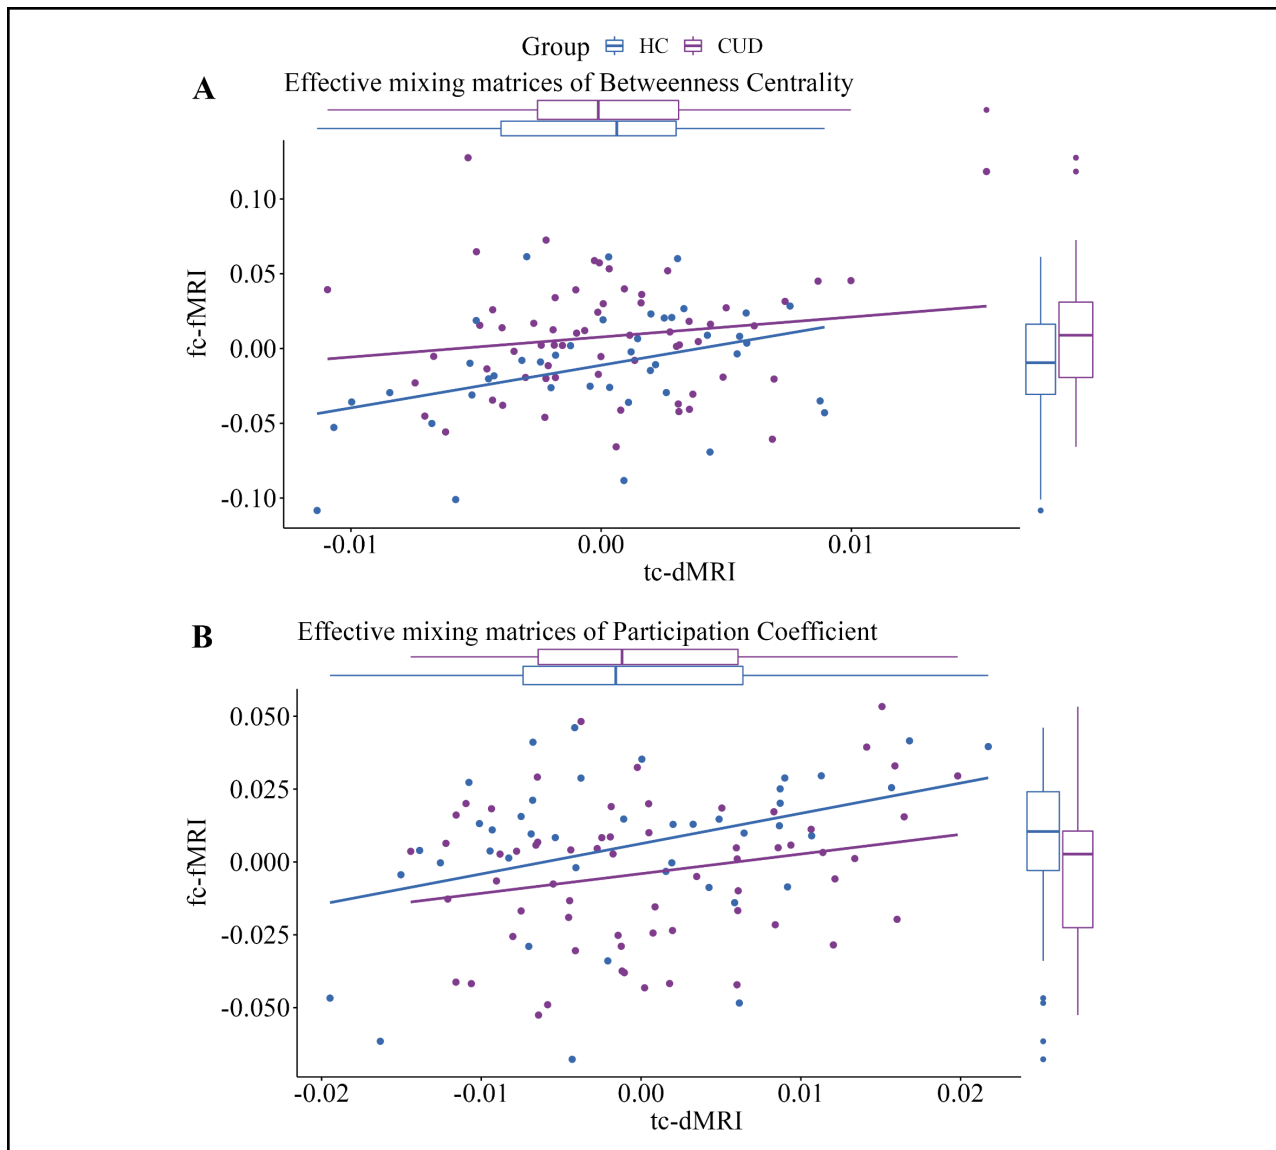 Group HC CUD
A
Effective mixing matrices of Betweenness Centrality
0.10
0.05
0.00
-0.05
-0.10
fc-fMRI
-0.01 0.00 0.01
tc-dMRI
B
Effective mixing matrices of Participation Coefficient
0.050
0.025
0.000
-0.025
-0.050
fc-fMRI
-0.02 -0.01 0.00 0.01 0.02
tc-dMRI